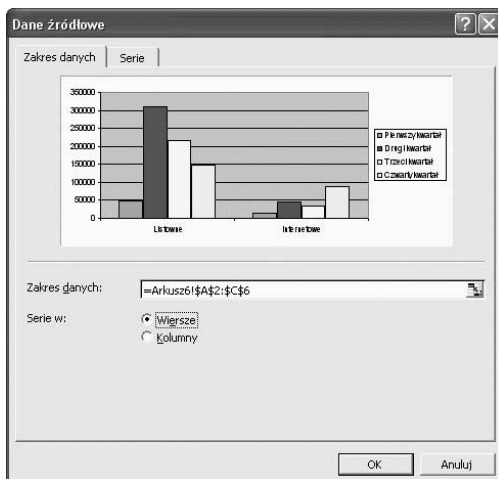 Dane źródłowe
Zakres danych
Serie
350000
300000
250000
200000
150000
100000
50000
0
Listowne
Internetowe
Pierwszy kwartał
Drugi kwartał
Trzeci kwartał
Czwarty kwartał
Zakres danych:
=Arkusz6!$A$2:$C$6
Serie w:
Wiersze
Kolumny
OK
Anuluj